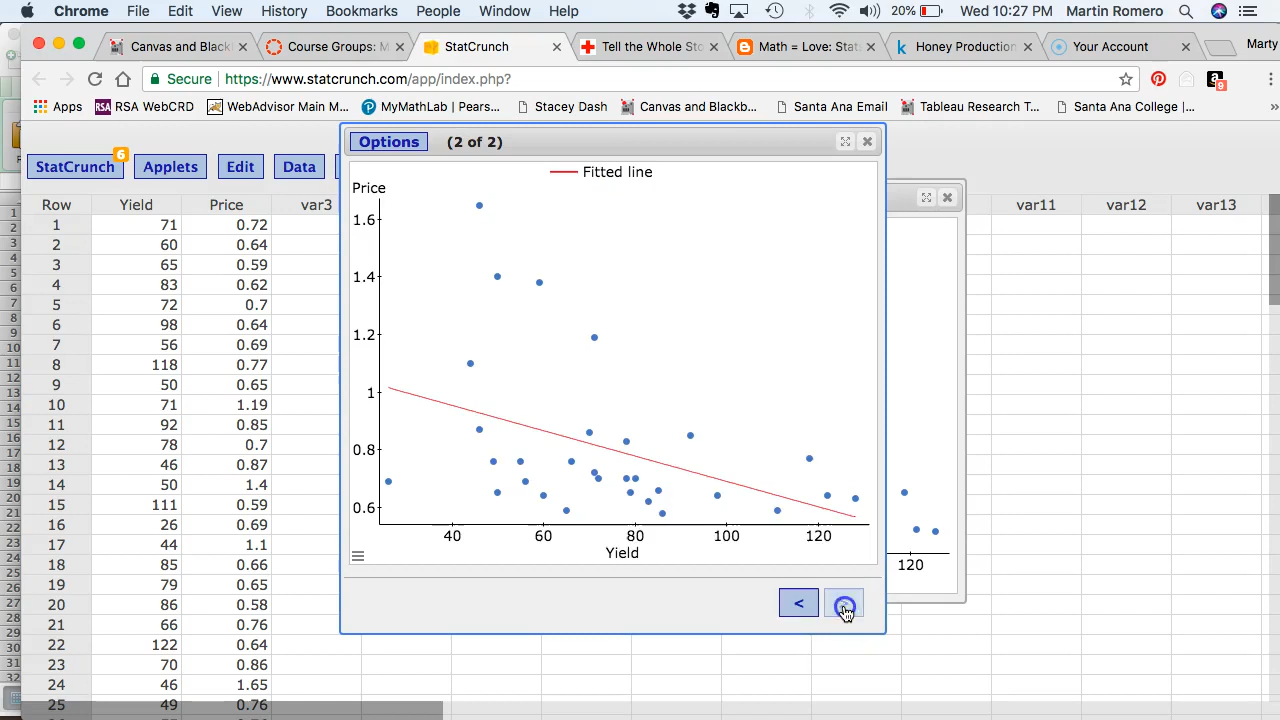 Chrome File Edit View History Bookmarks People Window Help 20% Wed 10:27 PM Martin Romero
Canvas and Black Course Groups: M StatCrunch Tell the Whole Sto Math = Love: Stat Honey Production Your Account Marty
Secure https://www.statcrunch.com/app/index.php? 9
Apps RSA RSA WebCRD WebAdvisor Main M... MyMathLab | Pears... Stacey Dash Canvas and Blackb... Santa Ana Email Tableau Research T... Santa Ana College |... »
StatCrunch 6 Applets Edit Data
Options (2 of 2)
Fitted line
Price
1.6
1.4
1.2
1
0.8
0.6
40 60 80 100 120
Yield
< >
120
Row Yield Price var3 var11 var12 var13
1 71 0.72
2 60 0.64
3 65 0.59
4 83 0.62
5 72 0.7
6 98 0.64
7 56 0.69
8 118 0.77
9 50 0.65
10 71 1.19
11 92 0.85
12 78 0.7
13 46 0.87
14 50 1.4
15 111 0.59
16 26 0.69
17 44 1.1
18 85 0.66
19 79 0.65
20 86 0.58
21 66 0.76
22 122 0.64
23 70 0.86
24 46 1.65
25 49 0.76